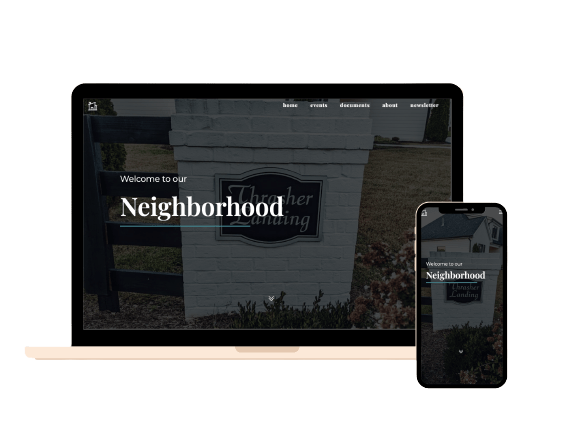 home events documents about newsletter
Welcome to our
Neighborhood
Thrasher
Landing
Welcome to our
Neighborhood
Thrasher
Landing